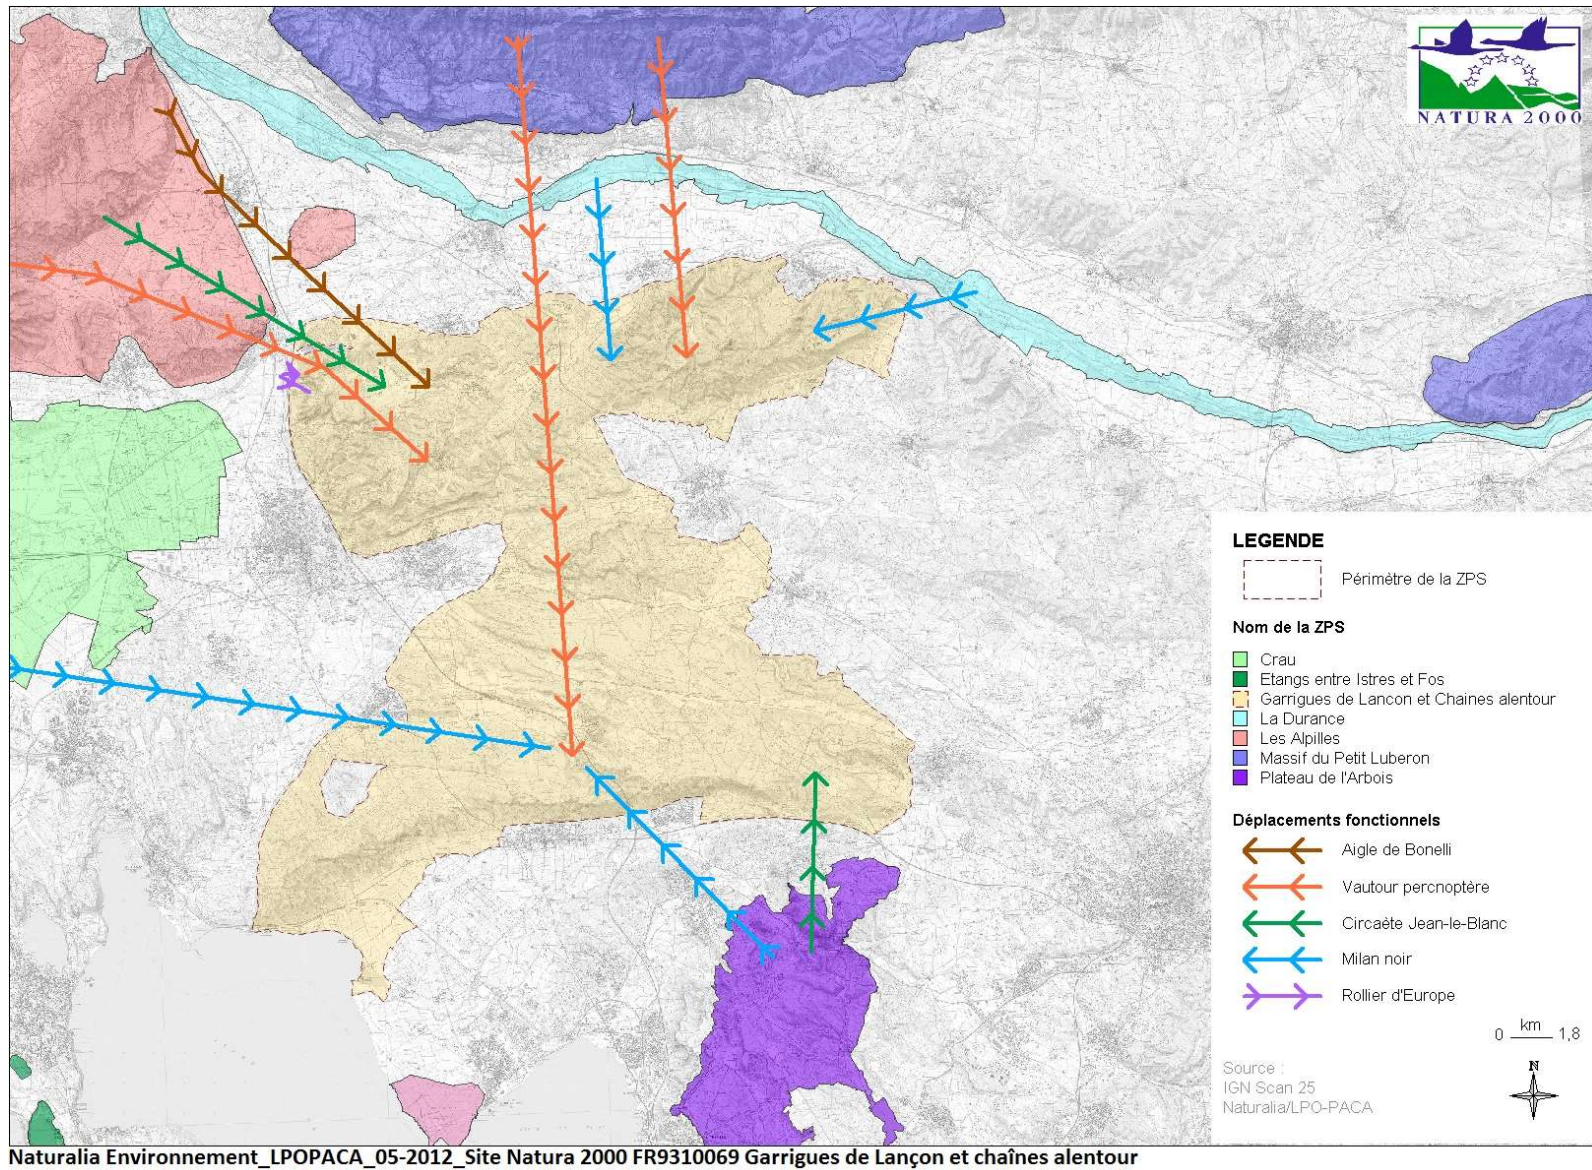 NATURA 2000
LEGENDE
Périmètre de la ZPS
Nom de la ZPS
Crau
Etangs entre Istres et Fos
Garrigues de Lancon et Chaines alentour
La Durance
Les Alpilles
Massif du Petit Luberon
Plateau de l'Arbois
Déplacements fonctionnels
Aigle de Bonelli
Vautour percnoptère
Circaète Jean-le-Blanc
Milan noir
Rollier d'Europe
km
0 1,8
Source :
IGN Scan 25
Naturalia/LPO-PACA
N
Naturalia Environnement_LPOPACA_05-2012_Site Natura 2000 FR9310069 Garrigues de Lançon et chaînes alentour